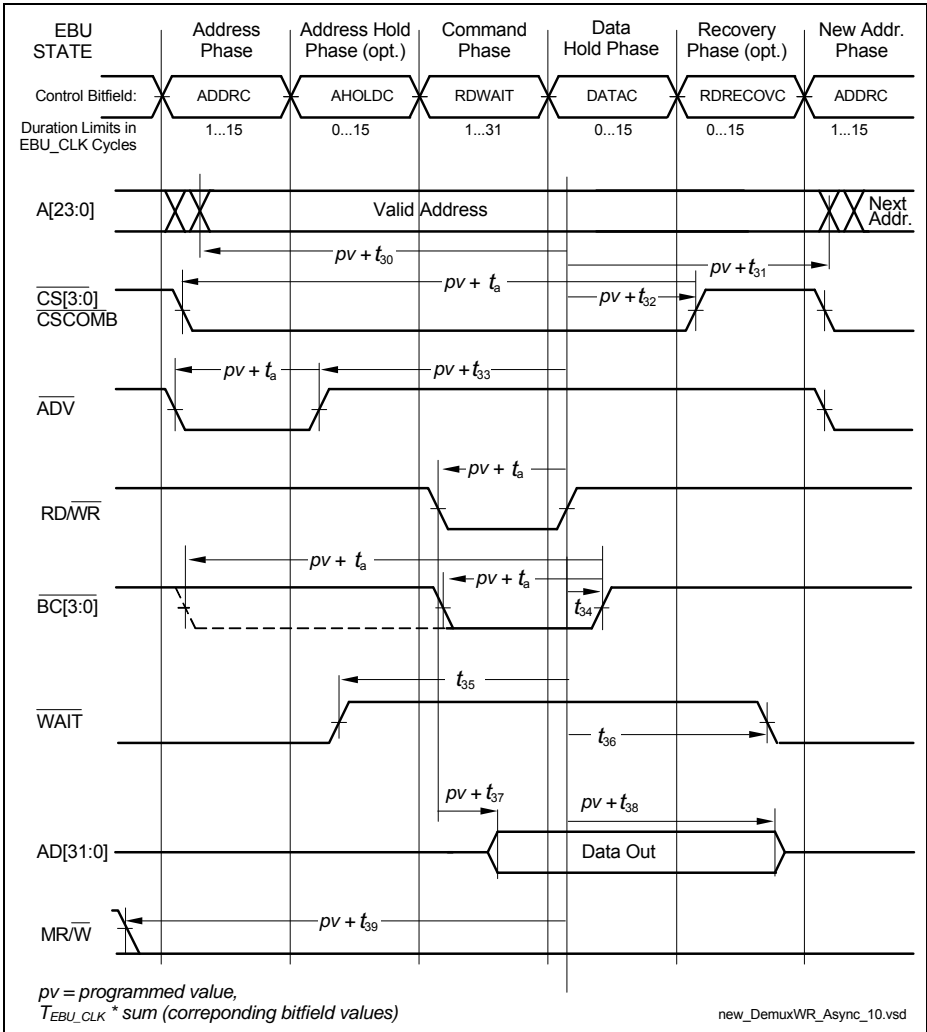 EBU STATE
Address Phase
Address Hold Phase (opt.)
Command Phase
Data Hold Phase
Recovery Phase (opt.)
New Addr. Phase
Control Bitfield: ADDRC AHOLDC RDWAIT DATAC RDRECOVC ADDRC
Duration Limits in EBU_CLK Cycles
1...15 0...15 1...31 0...15 0...15 1...15
A[23:0] Valid Address Next Addr.
pv + t30
pv + t31
pv + ta
CS[3:0]
CSCOMB
pv + t32
pv + ta
pv + t33
ADV
pv + ta
RD/WR
pv + ta
pv + ta
BC[3:0]
t34
t35
WAIT
t36
pv + t37
pv + t38
AD[31:0] Data Out
pv + t39
MR/W
pv = programmed value,
TEBU_CLK * sum (correponding bitfield values)
new_DemuxWR_Async_10.vsd